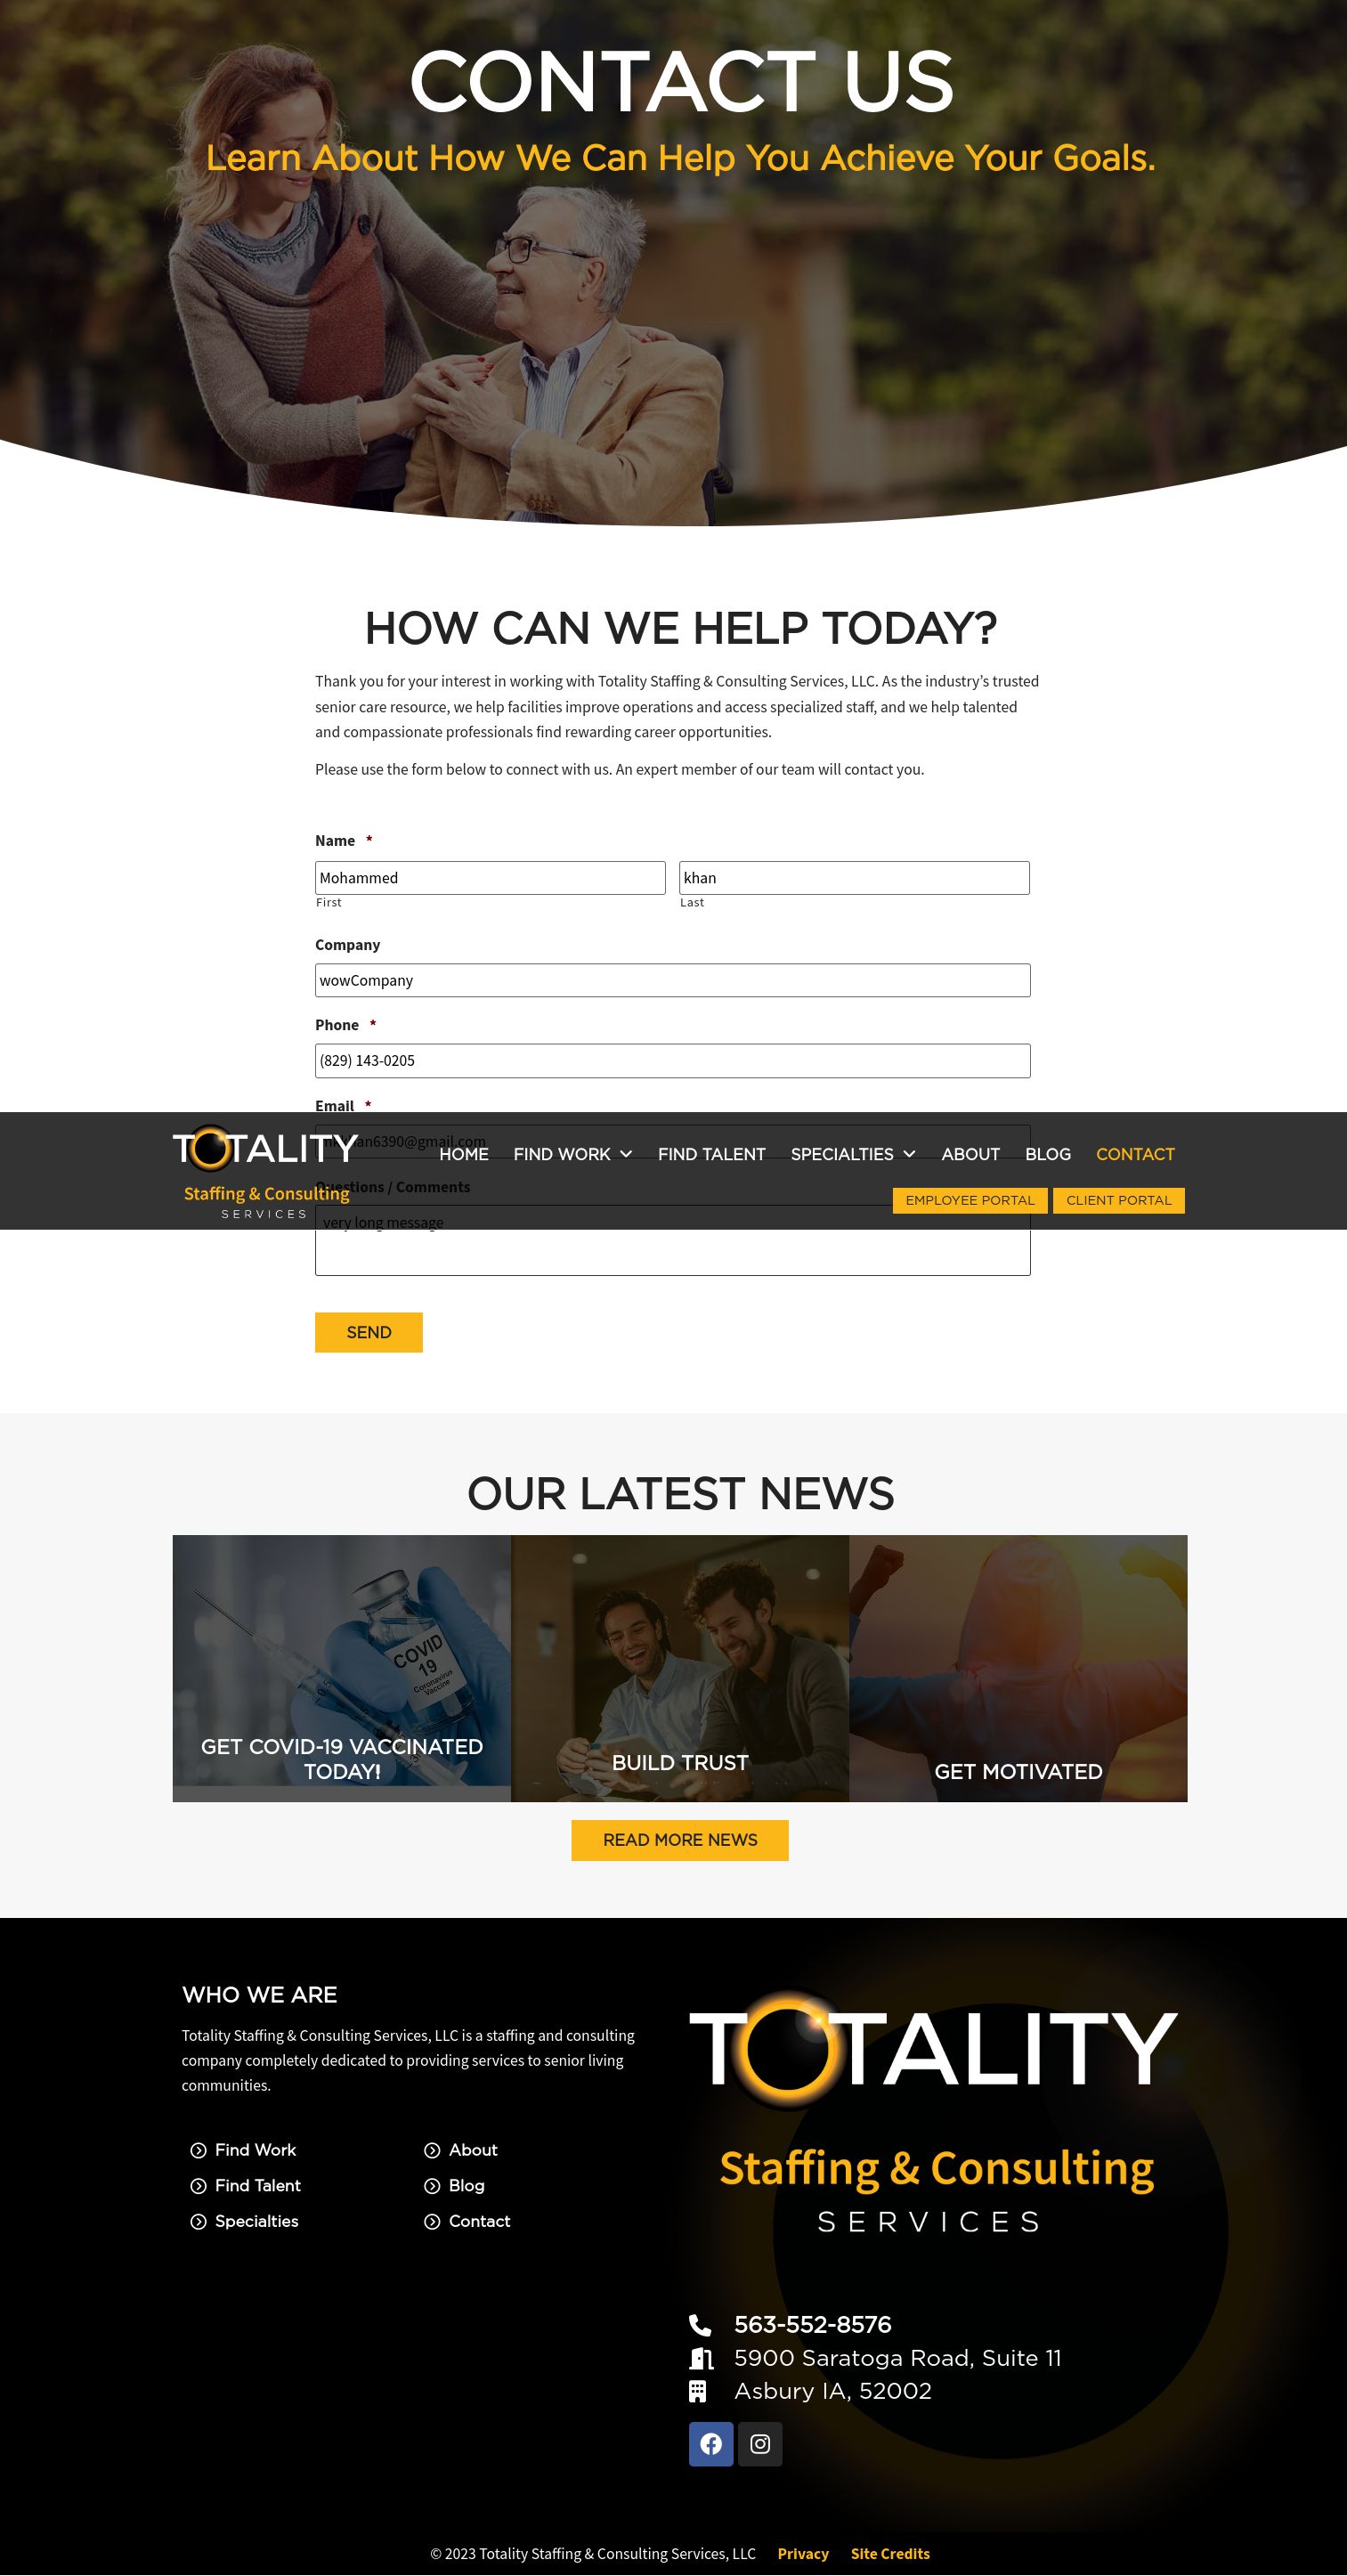 CONTACT US
Learn About How We Can Help You Achieve Your Goals.
HOW CAN WE HELP TODAY?
Thank you for your interest in working with Totality Staffing & Consulting Services, LLC. As the industry’s trusted
senior care resource, we help facilities improve operations and access specialized staff, and we help talented
and compassionate professionals find rewarding career opportunities.
Please use the form below to connect with us. An expert member of our team will contact you.
Name *
Mohammed khan
First Last
Company
wowCompany
Phone *
(829) 143-0205
Email *
TOTALITY
Staffing & Consulting
SERVICES
HOME FIND WORK FIND TALENT SPECIALTIES ABOUT BLOG CONTACT
Questions / Comments
EMPLOYEE PORTAL CLIENT PORTAL
very long message
SEND
OUR LATEST NEWS
COVID
19
Coronavirus
Vaccine
GET COVID-19 VACCINATED
TODAY!
BUILD TRUST
GET MOTIVATED
READ MORE NEWS
WHO WE ARE
Totality Staffing & Consulting Services, LLC is a staffing and consulting
company completely dedicated to providing services to senior living
communities.
Find Work
Find Talent
Specialties
About
Blog
Contact
TOTALITY
Staffing & Consulting
SERVICES
563-552-8576
5900 Saratoga Road, Suite 11
Asbury IA, 52002
© 2023 Totality Staffing & Consulting Services, LLC Privacy Site Credits